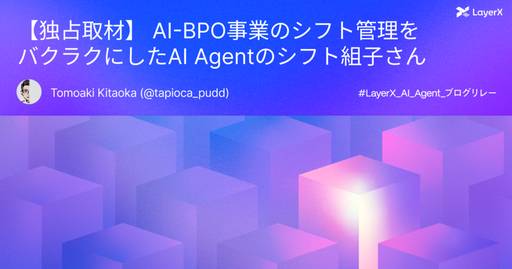 LayerX
【独占取材】 AI-BPO事業のシフト管理を
バクラクにしたAI Agentのシフト組子さん
Tomoaki Kitaoka (@tapioca_pudd)
#LayerX_AI_Agent_ブログリレー